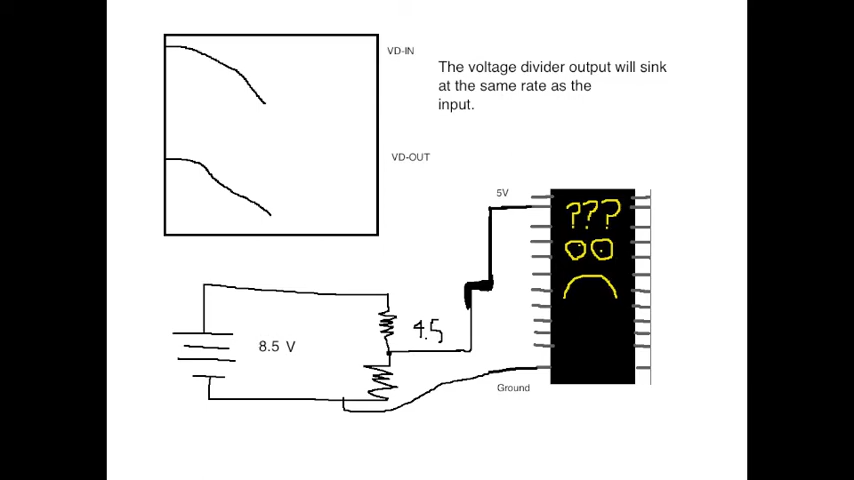 VD-IN
The voltage divider output will sink
at the same rate as the
input.
VD-OUT
5V
???
4.5
8.5 V
Ground